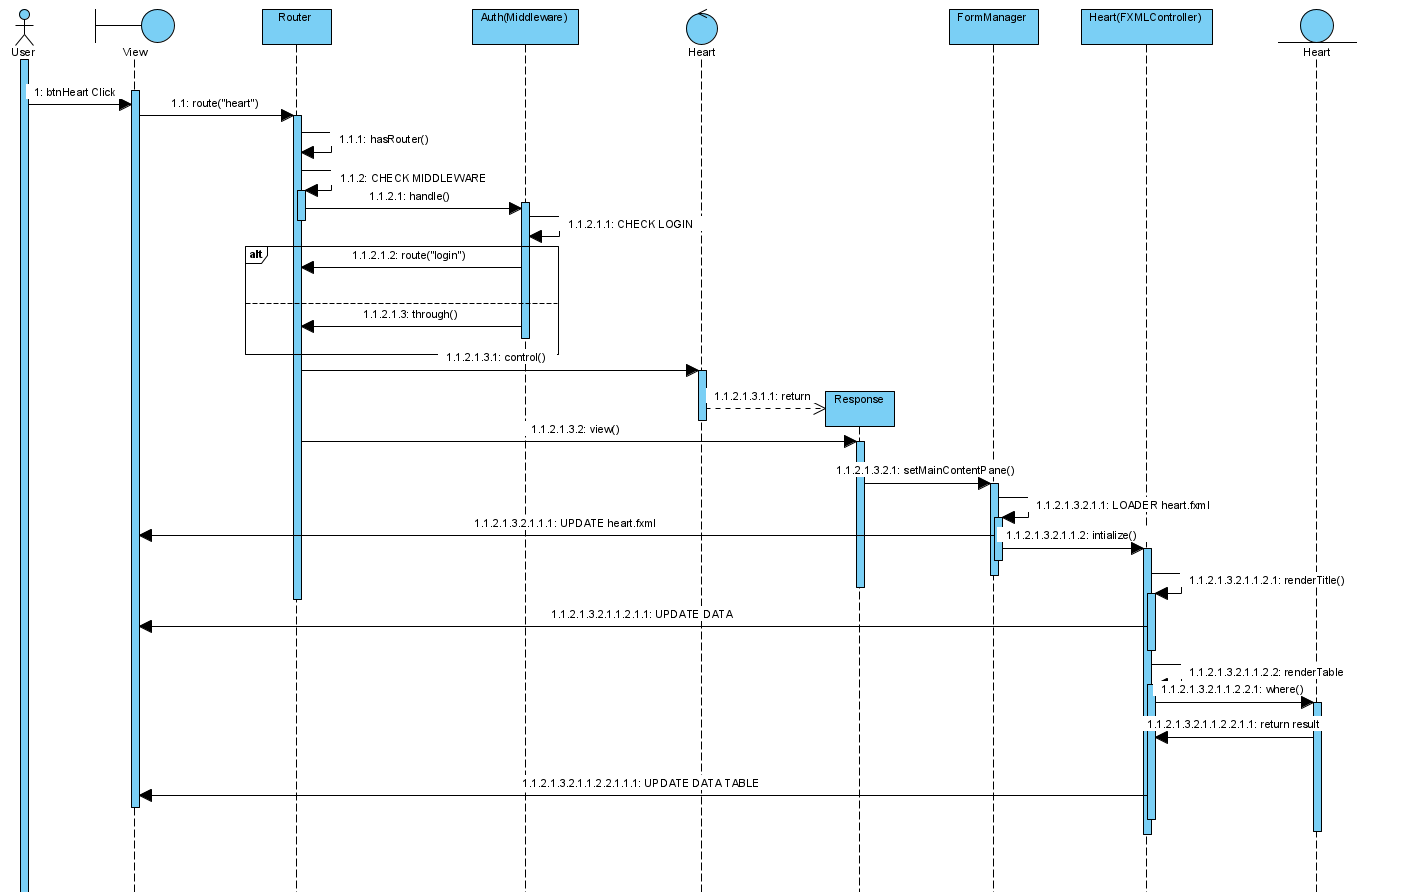 Router
Auth(Middleware)
FormManager
Heart(FXMLController)
User
View
Heart
Heart
1: btnHeart Click
1.1: route("heart")
1.1.1: hasRouter()
1.1.2: CHECK MIDDLEWARE
1.1.2.1: handle()
1.1.2.1.1: CHECK LOGIN
alt
1.1.2.1.2: route("login")
1.1.2.1.3: through()
1.1.2.1.3.1: control()
1.1.2.1.3.1.1: return
Response
1.1.2.1.3.2: view()
1.1.2.1.3.2.1: setMainContentPane()
1.1.2.1.3.2.1.1: LOADER heart.fxml
1.1.2.1.3.2.1.1.1: UPDATE heart.fxml
1.1.2.1.3.2.1.1.2: intialize()
1.1.2.1.3.2.1.1.2.1: renderTitle()
1.1.2.1.3.2.1.1.2.1.1: UPDATE DATA
1.1.2.1.3.2.1.1.2.2: renderTable
1.1.2.1.3.2.1.1.2.2.1: where()
1.1.2.1.3.2.1.1.2.2.1.1: return result
1.1.2.1.3.2.1.1.2.2.1.1.1: UPDATE DATA TABLE